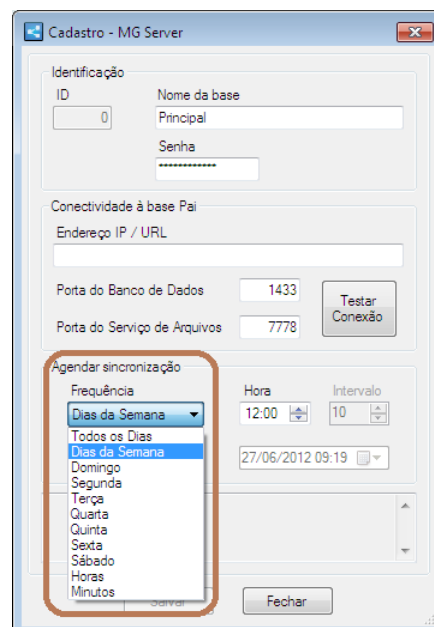 Cadastro - MG Server
Identificação
ID
Nome da base
0
Principal
Senha
************
Conectividade à base Pai
Endereço IP / URL
Porta do Banco de Dados
1433
Testar
Conexão
Porta do Serviço de Arquivos
7778
Agendar sincronização
Frequência
Hora
Intervalo
Dias da Semana
12:00
10
Todos os Dias
Dias da Semana
Domingo
27/06/2012 09:19
Segunda
Terça
Quarta
Quinta
Sexta
Sábado
Horas
Minutos
Salvar
Fechar